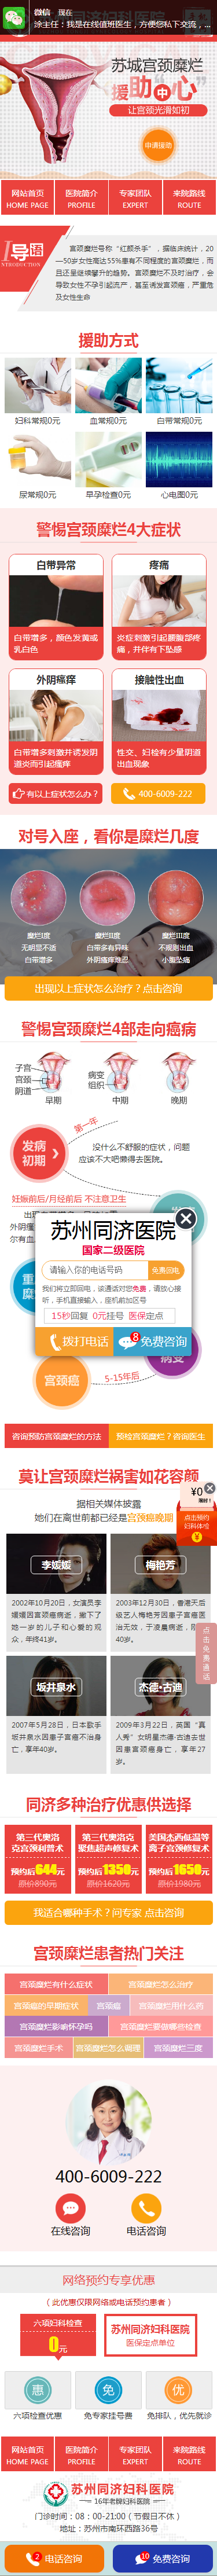 微信 现在
涂主任：我是在线值班医生，方便您私下交流，...
苏城宫颈糜烂
援助中心
让宫颈光滑如初
申请援助
网站首页 医院简介 专家团队 来院路线
HOME PAGE PROFILE EXPERT ROUTE
导语
INTRODUCTION
宫颈糜烂号称“红颜杀手”，据临床统计，20
—50岁女性高达55%患有不同程度的宫颈糜烂，而
且还呈继续攀升的趋势。宫颈糜烂不及时治疗，会
导致女性不孕引起流产，甚至诱发宫颈癌，严重危
及女性生命
援助方式
妇科常规0元 血常规0元 白带常规0元
尿常规0元 早孕检查0元 心电图0元
警惕宫颈糜烂4大症状
白带异常 疼痛
白带增多，颜色发黄或
乳白色
炎症刺激引起腰腹部疼
痛，并伴有下坠感
外阴瘙痒 接触性出血
白带增多刺激并诱发阴
道炎而引起瘙痒
性交、妇检有少量阴道
出血现象
有以上症状怎么办？ 400-6009-222
对号入座，看你是糜烂几度
糜烂I度 糜烂II度 糜烂III度
无明显不适 白带多有异味 不规则出血
白带增多 外阴瘙痒难忍 小腹坠痛
出现以上症状怎么治疗？点击咨询
警惕宫颈糜烂4部走向癌病
子宫
宫颈
阴道
病变
组织
早期 中期 晚期
第一年
发病
初期
没什么不舒服的症状，问题
应该不大吧懒得去医院。
妊娠前后/月经前后 不注意卫生
苏州同济医院
国家二级医院
请输入你的手机号码 免费回电
我们将立即回电，该通话对您免费，请放心接
听，手机直接输入，座机前加区号
15秒回复 0元挂号 医保定点
拨打电话 8 免费咨询
宫颈癌
5-15年后
咨询预防宫颈糜烂的方法 预检宫颈糜烂？咨询医生
莫让宫颈糜烂祸害如花容颜
据相关媒体披露
她们在离世前都已经是宫颈癌晚期
¥0
点击预约
妇科体检
点击免费通话
李媛媛 梅艳芳
2002年10月20日，女演员李
媛媛因宫颈癌病逝，撇下了
她一岁的儿子和心爱的观
众，年终41岁。
2003年12月30日，香港天后
级艺人梅艳芳因患子宫癌医
治无效，于凌晨病逝，
40岁。
坂井泉水 杰德·古迪
2007年5月28日，日本歌手
坂井泉水因患子宫癌不治身
亡，享年40岁。
2009年3月22日，英国“真
人秀”女明星杰德·古迪去世
因患宫颈癌身亡，享年27
岁。
同济多种治疗优惠供选择
第三代奥洛
克宫颈利普术
预约后644元
原价890元
第三代奥洛克
聚焦超声修复术
预约后1350元
原价1620元
美国杰西低温等
离子宫颈修复术
预约后1650元
原价1980元
我适合哪种手术？问专家 点击咨询
宫颈糜烂患者热门关注
宫颈糜烂有什么症状 宫颈糜烂怎么治疗
宫颈癌的早期症状 宫颈癌 宫颈糜烂用什么药
宫颈糜烂影响怀孕吗 宫颈糜烂要做哪些检查
宫颈糜烂手术 宫颈糜烂怎么调理 宫颈糜烂三度
400-6009-222
在线咨询 电话咨询
网络预约专享优惠
（此优惠仅限网络或电话预约患者）
六项妇科检查
0元
苏州同济妇科医院
医保定点单位
惠 免 优
六项检查优惠 免专家挂号费 免排队，优先就诊
网站首页 医院简介 专家团队 来院路线
HOME PAGE PROFILE EXPERT ROUTE
苏州同济妇科医院
16年老牌妇科医院
门诊时间：08：00-21:00（节假日不休）
地址：苏州市南环西路36号
2 电话咨询 10 免费咨询